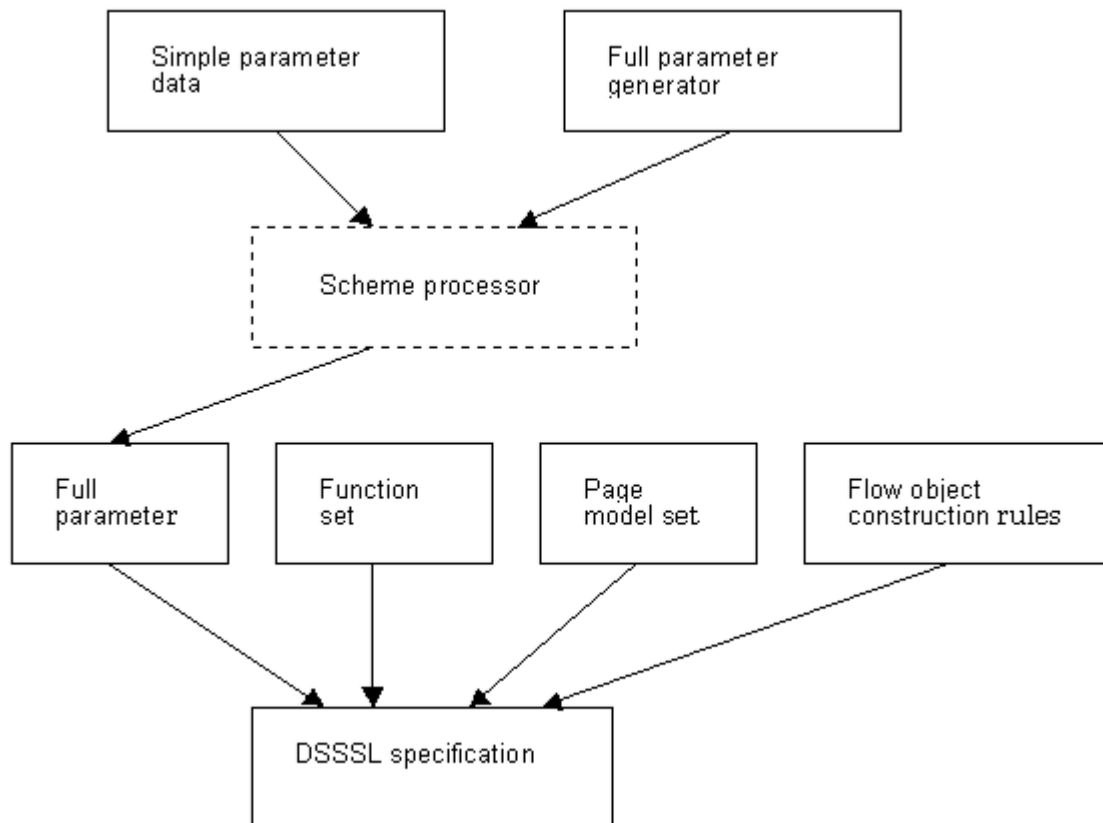 Simple parameter
data
Full parameter
generator
Scheme processor
Full
parameter
Function
set
Page
model set
Flow object
construction rules
DSSSL specification